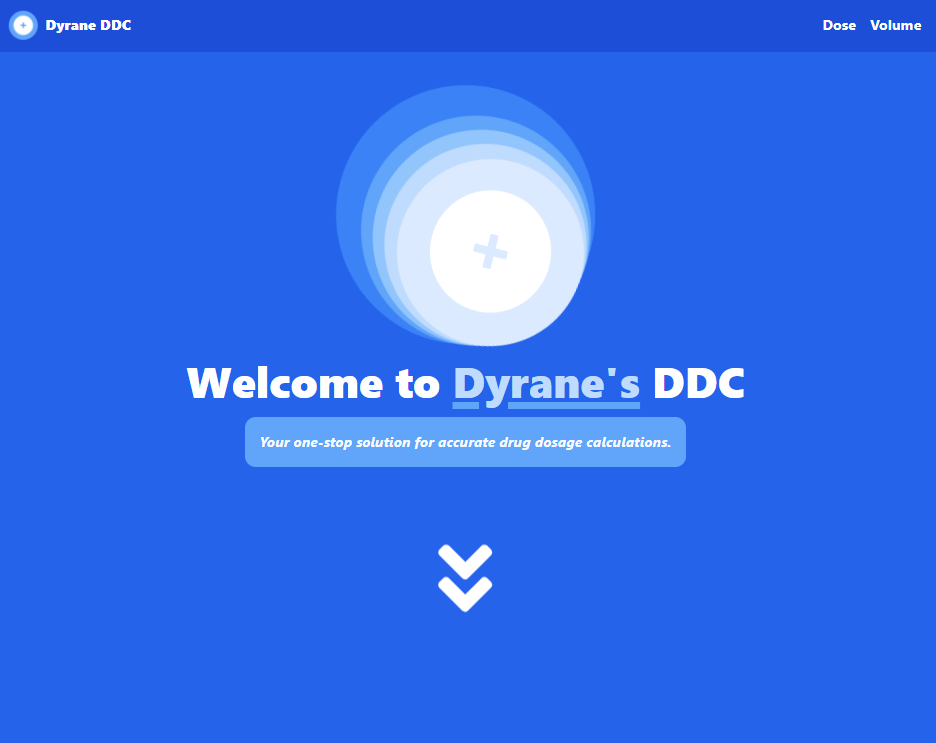 Dyrane DDC
Dose Volume
Welcome to Dyrane's DDC
Your one-stop solution for accurate drug dosage calculations.